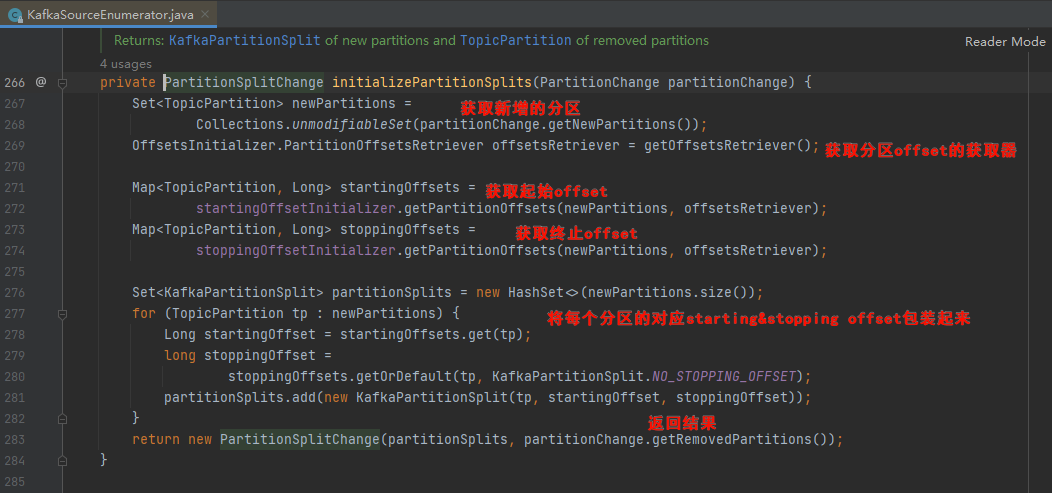 KafkaSourceEnumerator.java
Returns: KafkaPartitionSplit of new partitions and TopicPartition of removed partitions
Reader Mode
4 usages
266 @ private PartitionSplitChange initializePartitionSplits(PartitionChange partitionChange) {
267 Set<TopicPartition> newPartitions = 获取新增的分区
268 Collections.unmodifiableSet(partitionChange.getNewPartitions());
269 OffsetsInitializer.PartitionOffsetsRetriever offsetsRetriever = getOffsetsRetriever(); 获取分区offset的获取器
270
271 Map<TopicPartition, Long> startingOffsets = 获取起始offset
272 startingOffsetInitializer.getPartitionOffsets(newPartitions, offsetsRetriever);
273 Map<TopicPartition, Long> stoppingOffsets = 获取终止offset
274 stoppingOffsetInitializer.getPartitionOffsets(newPartitions, offsetsRetriever);
275
276 Set<KafkaPartitionSplit> partitionSplits = new HashSet<>(newPartitions.size());
277 for (TopicPartition tp : newPartitions) { 将每个分区的对应starting&stopping offset包装起来
278 Long startingOffset = startingOffsets.get(tp);
279 long stoppingOffset =
280 stoppingOffsets.getOrDefault(tp, KafkaPartitionSplit.NO_STOPPING_OFFSET);
281 partitionSplits.add(new KafkaPartitionSplit(tp, startingOffset, stoppingOffset));
282 } 返回结果
283 return new PartitionSplitChange(partitionSplits, partitionChange.getRemovedPartitions());
284 }
285